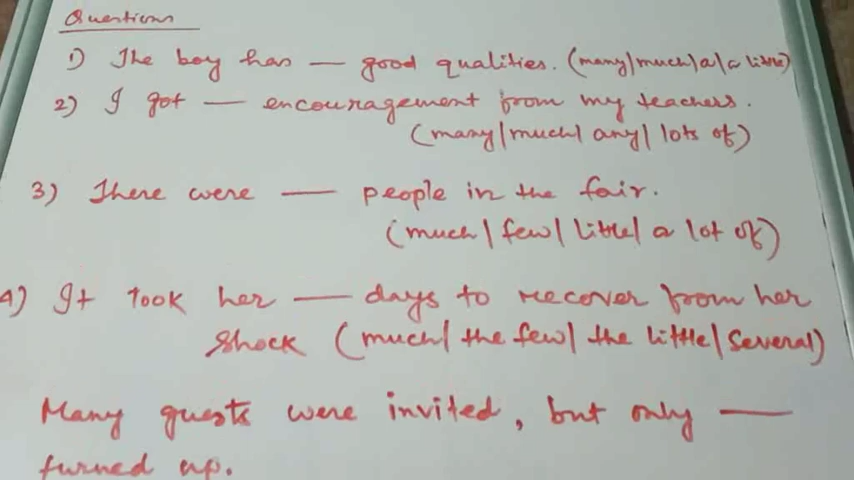 Questions
1) The boy has — good qualities. (many/much/a/a little)
2) I got — encouragement from my teachers.
(many/much/ any/ lots of)
3) There were — people in the fair.
(much/ few/ little/ a lot of)
4) It took her — days to recover from her
shock (much/ the few/ the little/ several)
Many guests were invited, but only —
turned up.